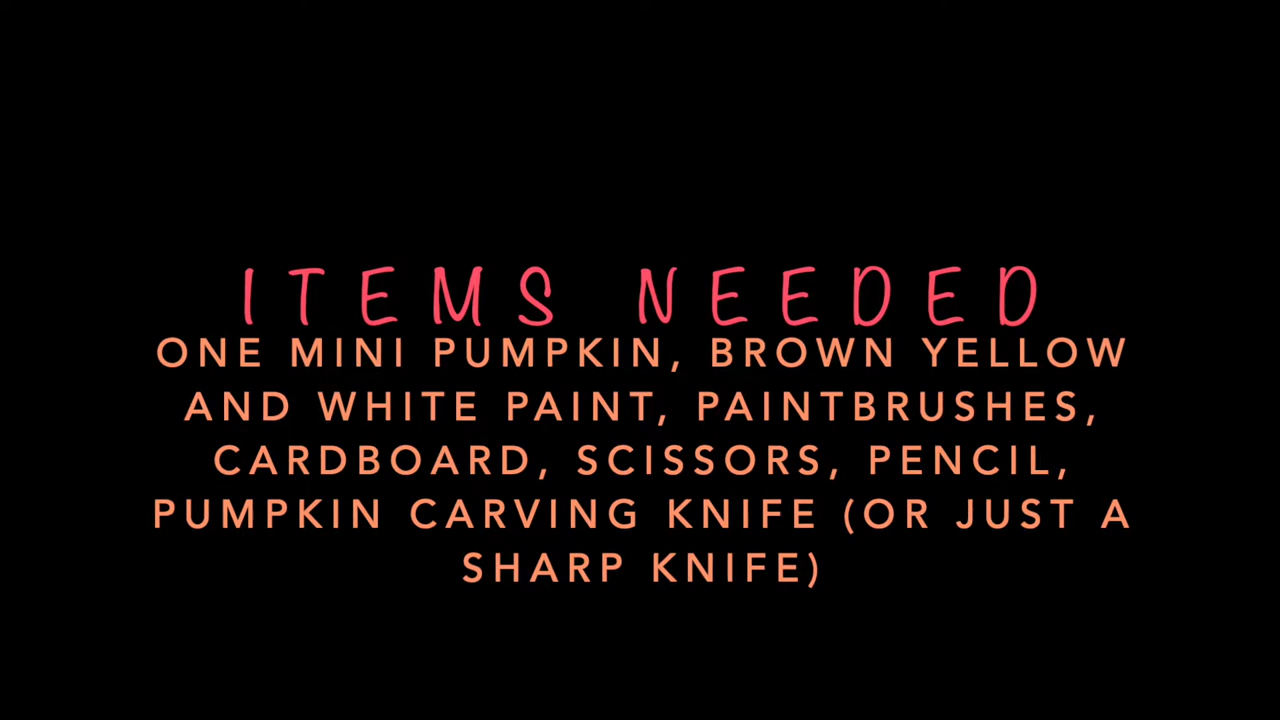 ITEMS NEEDED
ONE MINI PUMPKIN, BROWN YELLOW
AND WHITE PAINT, PAINTBRUSHES,
CARDBOARD, SCISSORS, PENCIL,
PUMPKIN CARVING KNIFE (OR JUST A
SHARP KNIFE)